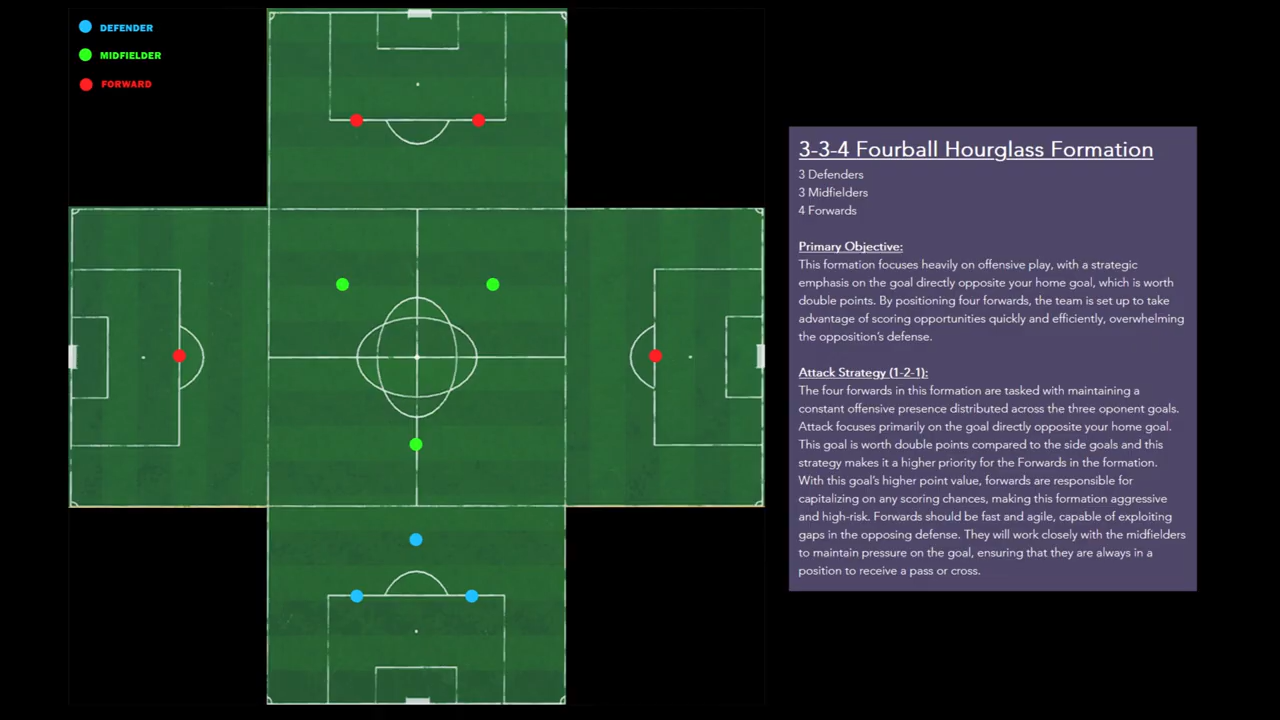 DEFENDER
MIDFIELDER
FORWARD
3-3-4 Fourball Hourglass Formation
3 Defenders
3 Midfielders
4 Forwards
Primary Objective:
This formation focuses heavily on offensive play, with a strategic
emphasis on the goal directly opposite your home goal, which is worth
double points. By positioning four forwards, the team is set up to take
advantage of scoring opportunities quickly and efficiently, overwhelming
the opposition's defense.
Attack Strategy (1-2-1):
The four forwards in this formation are tasked with maintaining a
constant offensive presence distributed across the three oponent goals.
Attack focuses primarily on the goal directly opposite your home goal.
This goal is worth double points compared to the side goals and this
strategy makes it a higher priority for the Forwards in the formation.
With this goal's higher point value, forwards are responsible for
capitalizing on any scoring chances, making this formation aggressive
and high-risk. Forwards should be fast and agile, capable of exploiting
gaps in the opposing defense. They will work closely with the midfielders
to maintain pressure on the goal, ensuring that they are always in a
position to receive a pass or cross.